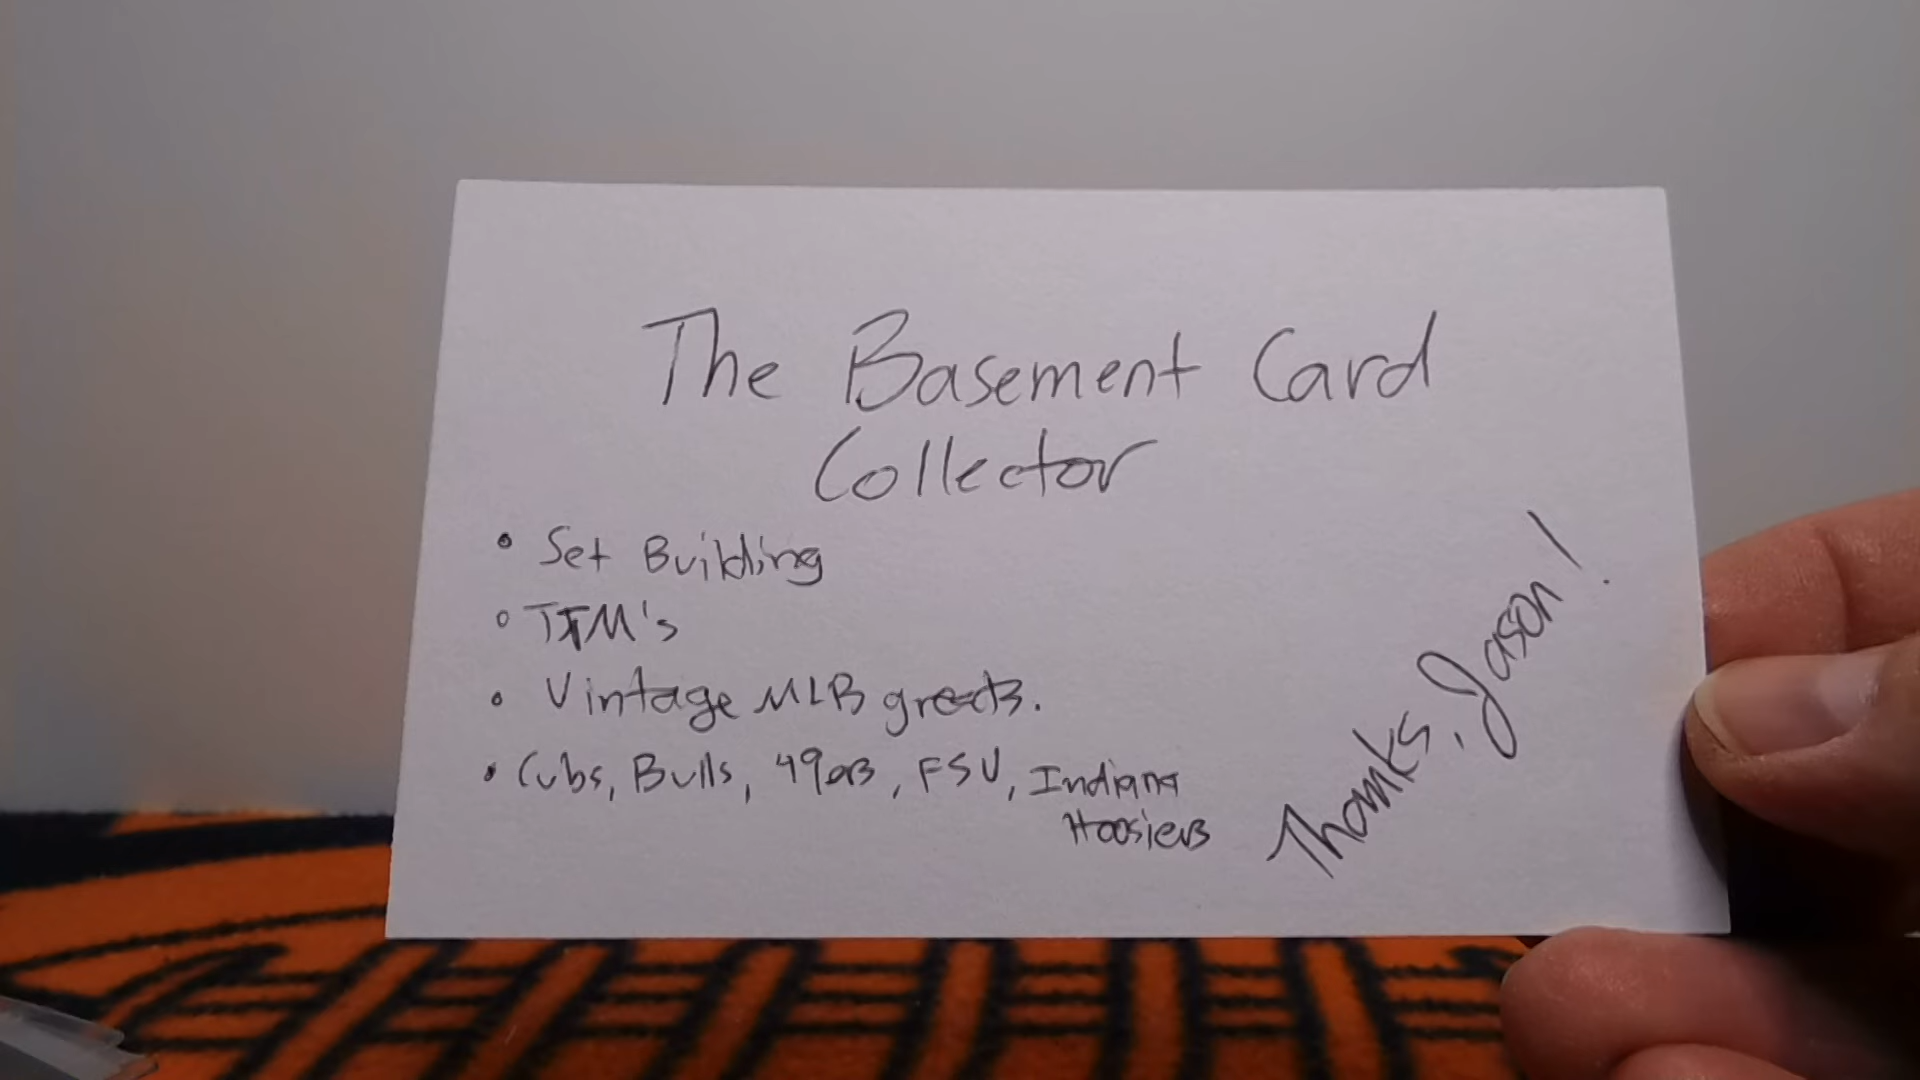 The Basement Card
Collector
• Set Building
• TTM's
• Vintage MLB greats.
• Cubs, Bulls, 49ers, FSU, Indiana
Hoosiers
Thanks, Jason!